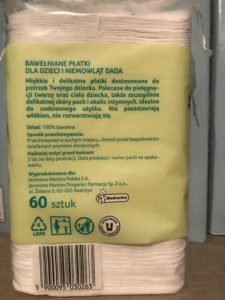 BAWEŁNIANE PŁATKI
DLA DZIECI I NIEMOWLĄT DADA
Miękkie i delikatne płatki dostosowane do
potrzeb Twojego dziecka. Polecane do pielęgna-
cji twarzy oraz ciała dziecka, także szczególnie
delikatnej skóry pach i okolic intymnych. Idealne
do codziennego użytku. Nie pozostawiają
włókien, nie rozwarstwiają się.
Skład: 100% bawełna
Sposób przechowywania:
Przechowywać w suchym miejscu, chronić przed bezpośrednim
działaniem promieni słonecznych.
Najlepiej zużyć przed końcem:
5 lat od daty produkcji. Data produkcji i numer partii na opako-
waniu.
Wyprodukowano dla:
Jeronimo Martins Polska S.A.
Jeronimo Martins Drogerie i Farmacja Sp. Z o.o.,
ul. Żniwna 5, 62-025 Kostrzyn
60 sztuk
Biedronka
LDPE
U
5 900095 030263